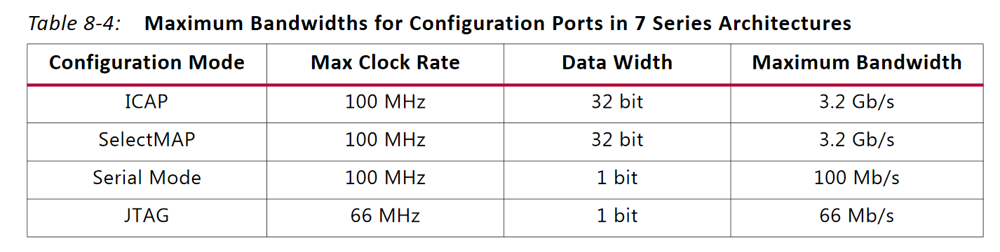 Table 8-4: Maximum Bandwidths for Configuration Ports in 7 Series Architectures
Configuration Mode Max Clock Rate Data Width Maximum Bandwidth
ICAP 100 MHz 32 bit 3.2 Gb/s
SelectMAP 100 MHz 32 bit 3.2 Gb/s
Serial Mode 100 MHz 1 bit 100 Mb/s
JTAG 66 MHz 1 bit 66 Mb/s